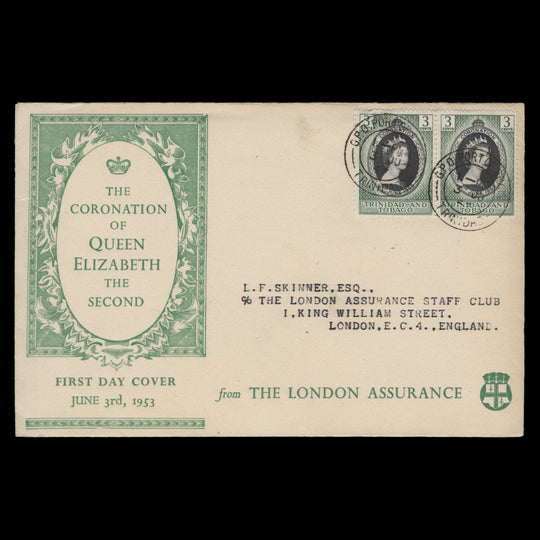 THE
CORONATION
OF
QUEEN
ELIZABETH
THE
SECOND
FIRST DAY COVER
JUNE 3rd, 1953
3 CENTS
TRINIDAD AND
TOBAGO
3 CENTS
TRINIDAD AND
TOBAGO
G.P.O. PORT
G.P.O. PORT
L.F.SKINNER,ESQ.,
℅ THE LONDON ASSURANCE STAFF CLUB
1,KING WILLIAM STREET,
LONDON,E.C.4.,ENGLAND.
from THE LONDON ASSURANCE